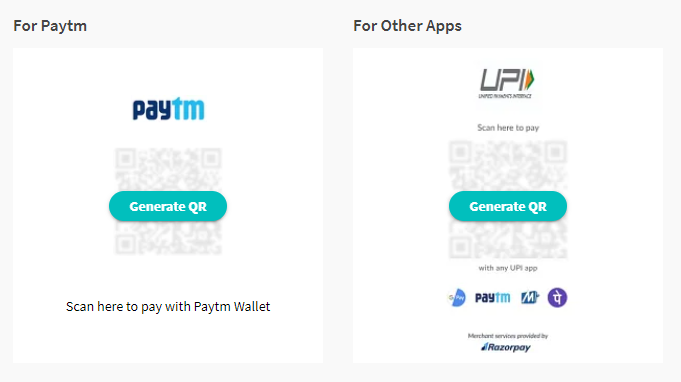 For Paytm
paytm
Generate QR
Scan here to pay with Paytm Wallet
For Other Apps
UPI
UNIFIED PAYMENTS INTERFACE
Scan here to pay
Generate QR
with any UPI app
G Pay paytm पे
Merchant services provided by
Razorpay